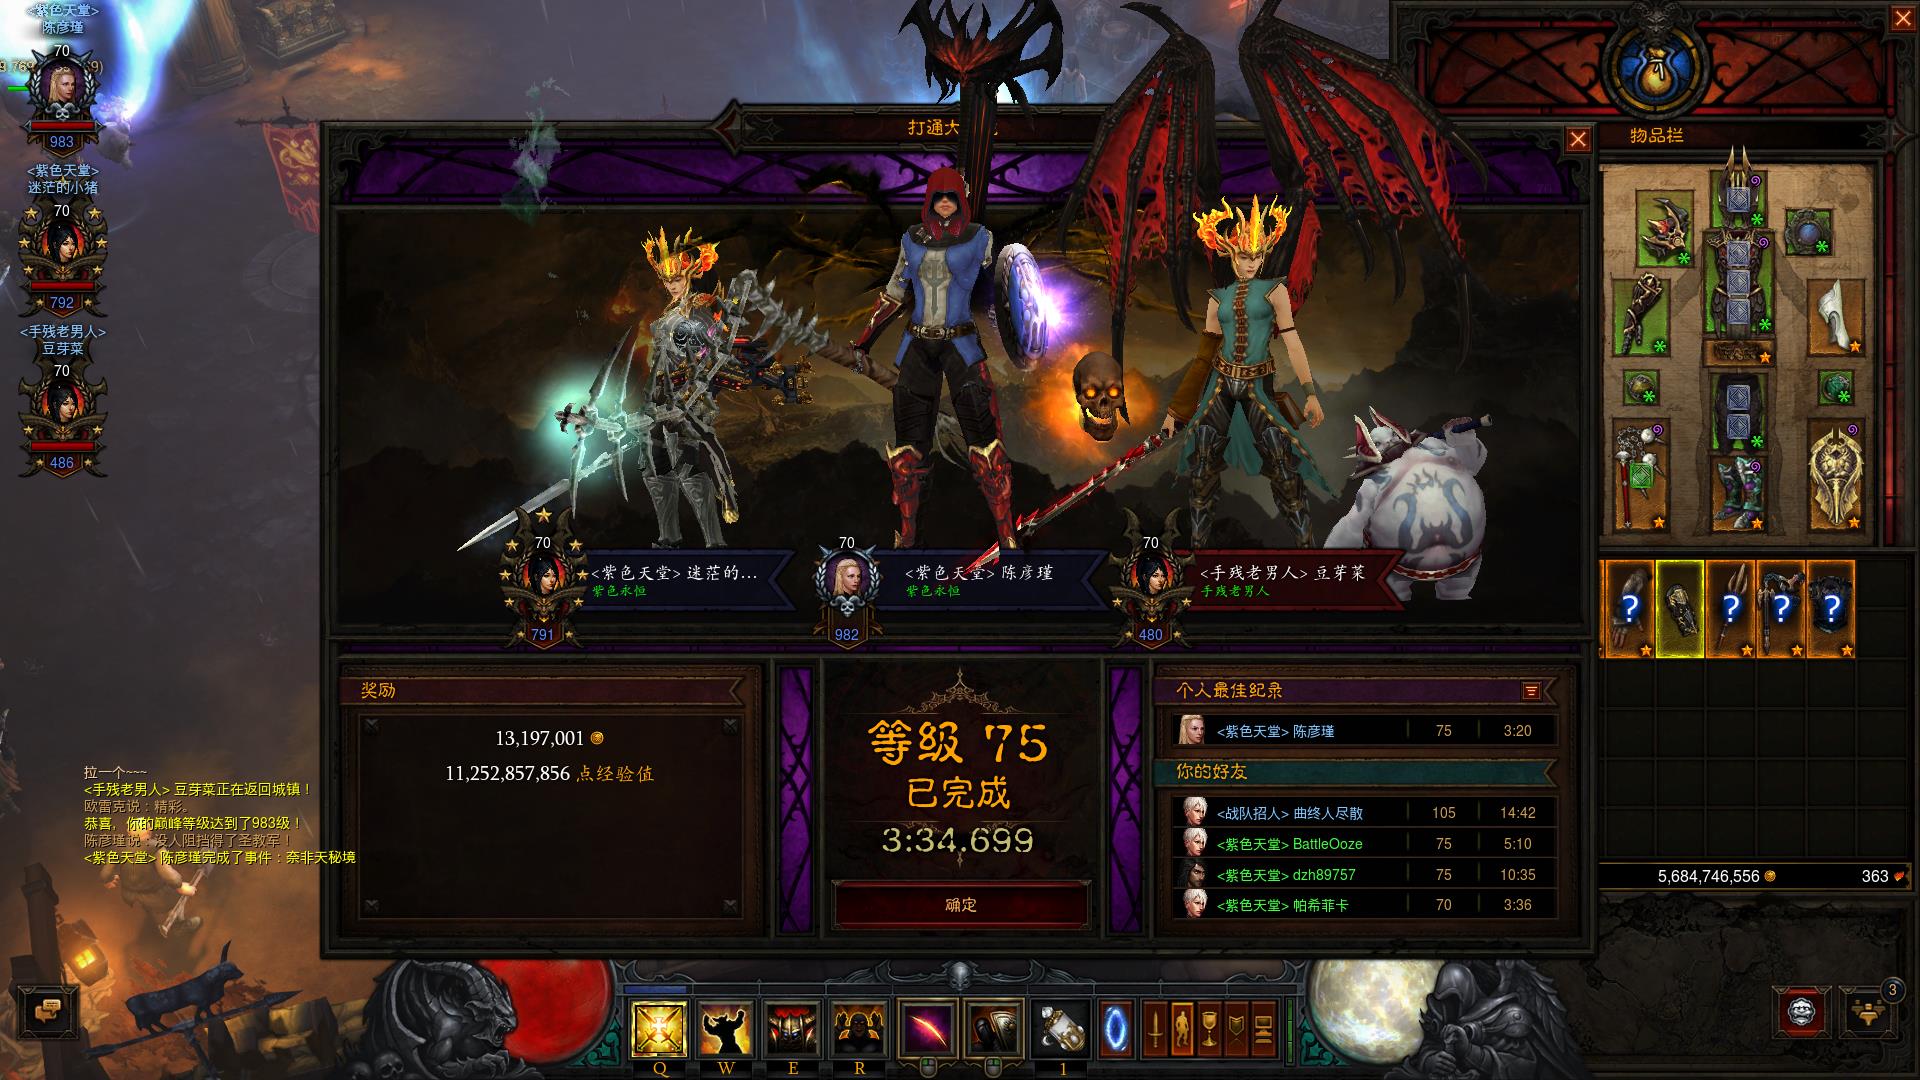 <紫色天堂>
陈彦瑾
70
983
<紫色天堂>
迷茫的小猪
70
792
<手残老男人>
豆芽菜
70
486
打通大
物品栏
70
<紫色天堂> 迷茫的...
紫色永恒
791
70
<紫色天堂> 陈彦瑾
紫色永恒
982
70
<手残老男人> 豆芽菜
手残老男人
480
奖励
13,197,001
11,252,857,856 点经验值
等级 75
已完成
3:34.699
确定
个人最佳纪录
<紫色天堂> 陈彦瑾 75 3:20
你的好友
<战队招人> 曲终人尽散 105 14:42
<紫色天堂> BattleOoze 75 5:10
<紫色天堂> dzh89757 75 10:35
<紫色天堂> 帕希菲卡 70 3:36
? ? ? ?
5,684,746,556 363
拉一个~~~
<手残老男人> 豆芽菜正在返回城镇！
欧雷克说：精彩。
恭喜，你的巅峰等级达到了983级！
陈彦瑾说：没人阻挡得了圣教军！
<紫色天堂> 陈彦瑾完成了事件：奈非天秘境
Q W E R 1
3